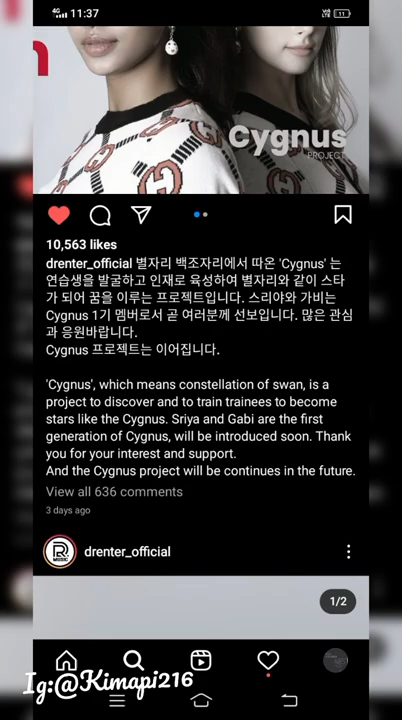 4G 11:37 11
Cygnus
PROJECT
10,563 likes
drenter_official 별자리 백조자리에서 따온 'Cygnus' 는
연습생을 발굴하고 인재로 육성하여 별자리와 같이 스타
가 되어 꿈을 이루는 프로젝트입니다. 스리야와 가비는
Cygnus 1기 멤버로서 곧 여러분께 선보입니다. 많은 관심
과 응원바랍니다.
Cygnus 프로젝트는 이어집니다.
'Cygnus', which means constellation of swan, is a
project to discover and to train trainees to become
stars like the Cygnus. Sriya and Gabi are the first
generation of Cygnus, will be introduced soon. Thank
you for your interest and support.
And the Cygnus project will be continues in the future.
View all 636 comments
3 days ago
R MUSIC drenter_official
1/2
Ig:@Kimapi216